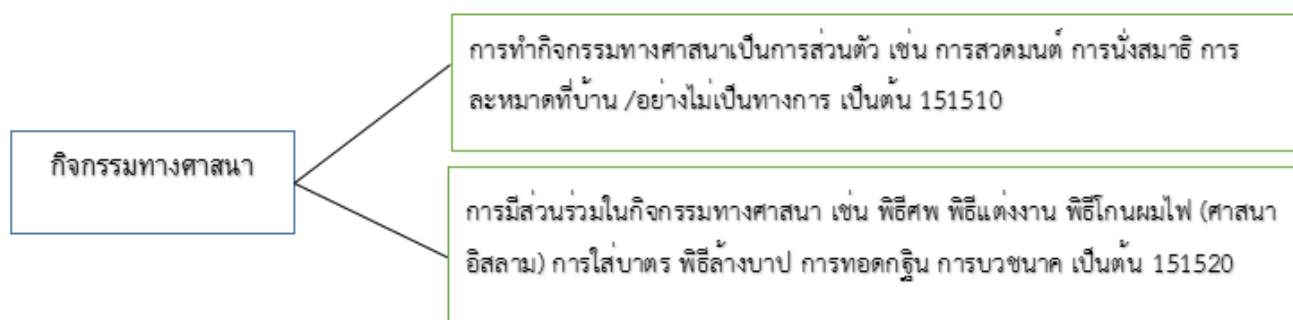 การทำกิจกรรมทางศาสนาเป็นการส่วนตัว เช่น การสวดมนต์ การนั่งสมาธิ การ
ละหมาดที่บ้าน /อย่างไม่เป็นทางการ เป็นต้น 151510
กิจกรรมทางศาสนา
การมีส่วนร่วมในกิจกรรมทางศาสนา เช่น พิธีศพ พิธีแต่งงาน พิธีโกนผมไฟ (ศาสนา
อิสลาม) การใส่บาตร พิธีล้างบาป การทอดกฐิน การบวชนาค เป็นต้น 151520